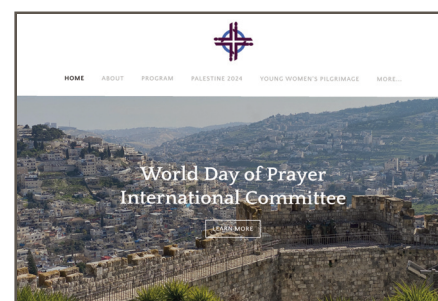 HOME ABOUT PROGRAM PALESTINE 2024 YOUNG WOMEN'S PILGRIMAGE MORE...
World Day of Prayer
International Committee
LEARN MORE